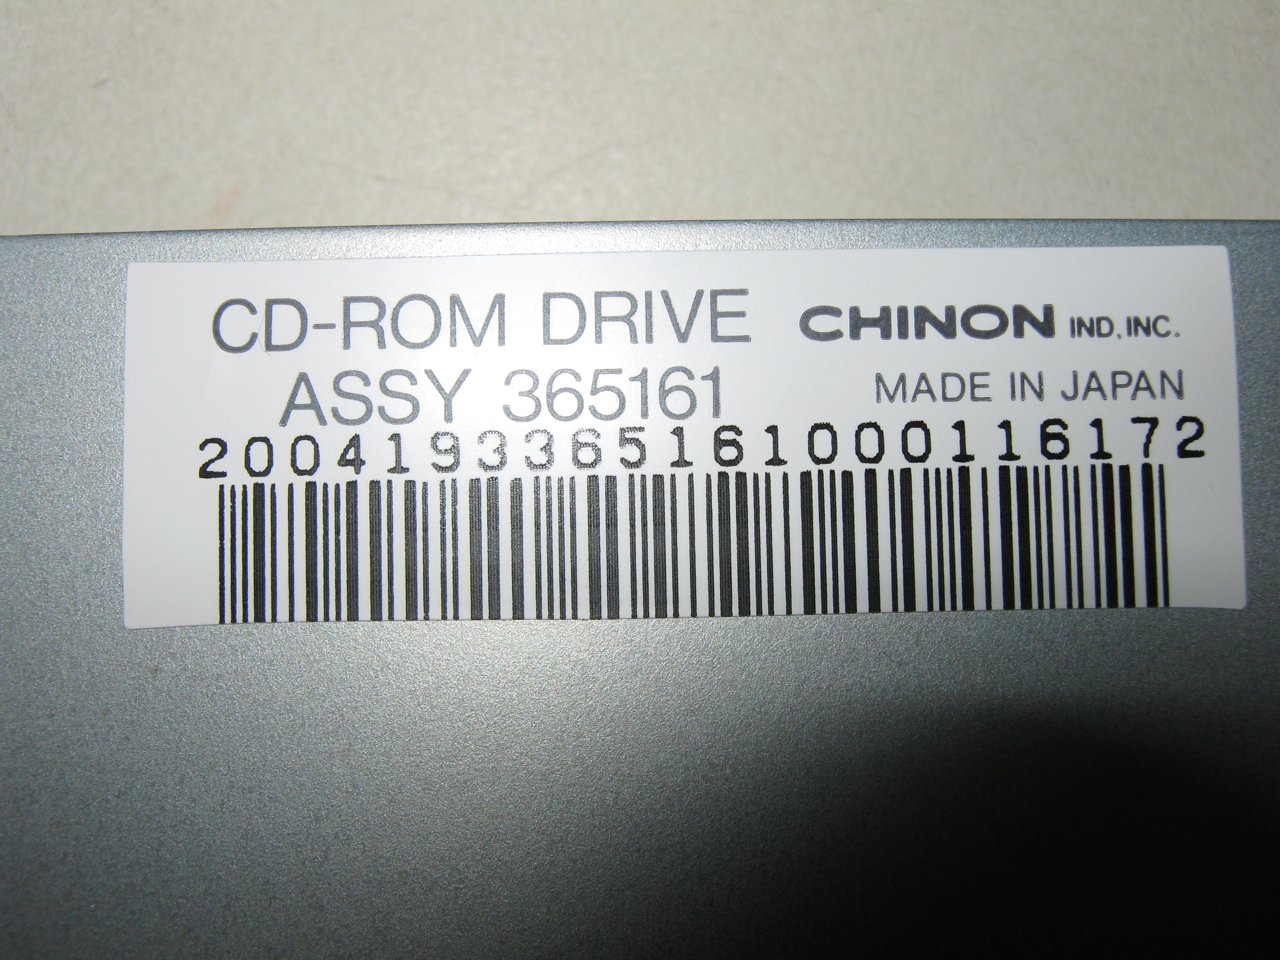 CD-ROM DRIVE CHINON IND. INC.
ASSY 365161 MADE IN JAPAN
2004193365161000116172